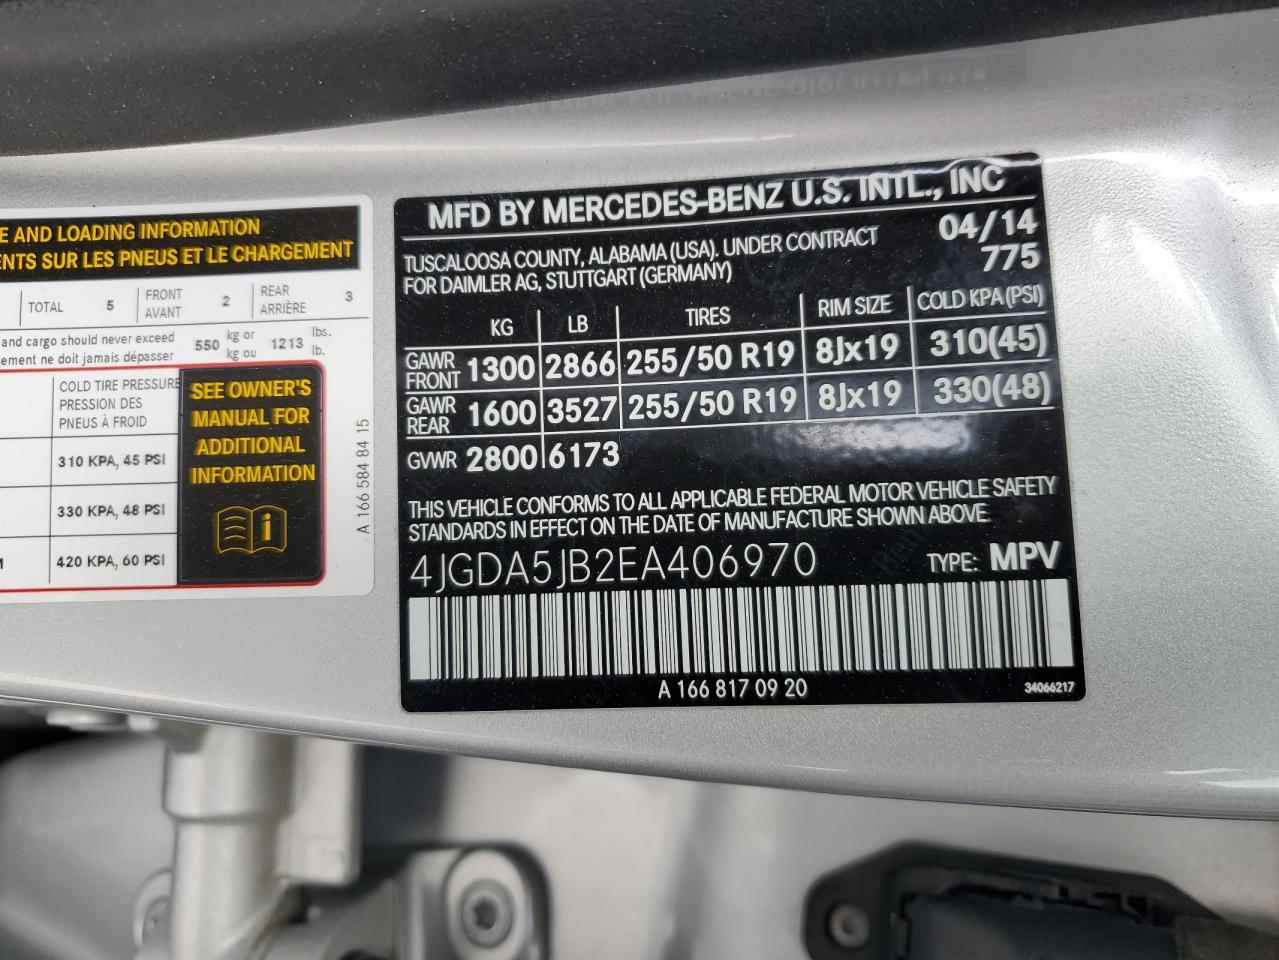 E AND LOADING INFORMATION
ENTS SUR LES PNEUS ET LE CHARGEMENT
TOTAL 5 FRONT AVANT 2 REAR ARRIÈRE 3
and cargo should never exceed 550 kg or 1213 lbs.
ement ne doit jamais dépasser kg ou lb.
COLD TIRE PRESSURE
PRESSION DES
PNEUS À FROID
310 KPA, 45 PSI
330 KPA, 48 PSI
420 KPA, 60 PSI
SEE OWNER'S
MANUAL FOR
ADDITIONAL
INFORMATION
A 166 584 84 15
MFD BY MERCEDES-BENZ U.S. INTL., INC
TUSCALOOSA COUNTY, ALABAMA (USA). UNDER CONTRACT 04/14
FOR DAIMLER AG, STUTTGART (GERMANY) 775
KG LB TIRES RIM SIZE COLD KPA (PSI)
GAWR FRONT 1300 2866 255/50 R19 8Jx19 310(45)
GAWR REAR 1600 3527 255/50 R19 8Jx19 330(48)
GVWR 2800 6173
THIS VEHICLE CONFORMS TO ALL APPLICABLE FEDERAL MOTOR VEHICLE SAFETY
STANDARDS IN EFFECT ON THE DATE OF MANUFACTURE SHOWN ABOVE.
4JGDA5JB2EA406970 TYPE: MPV
A 166 817 09 20 34066217